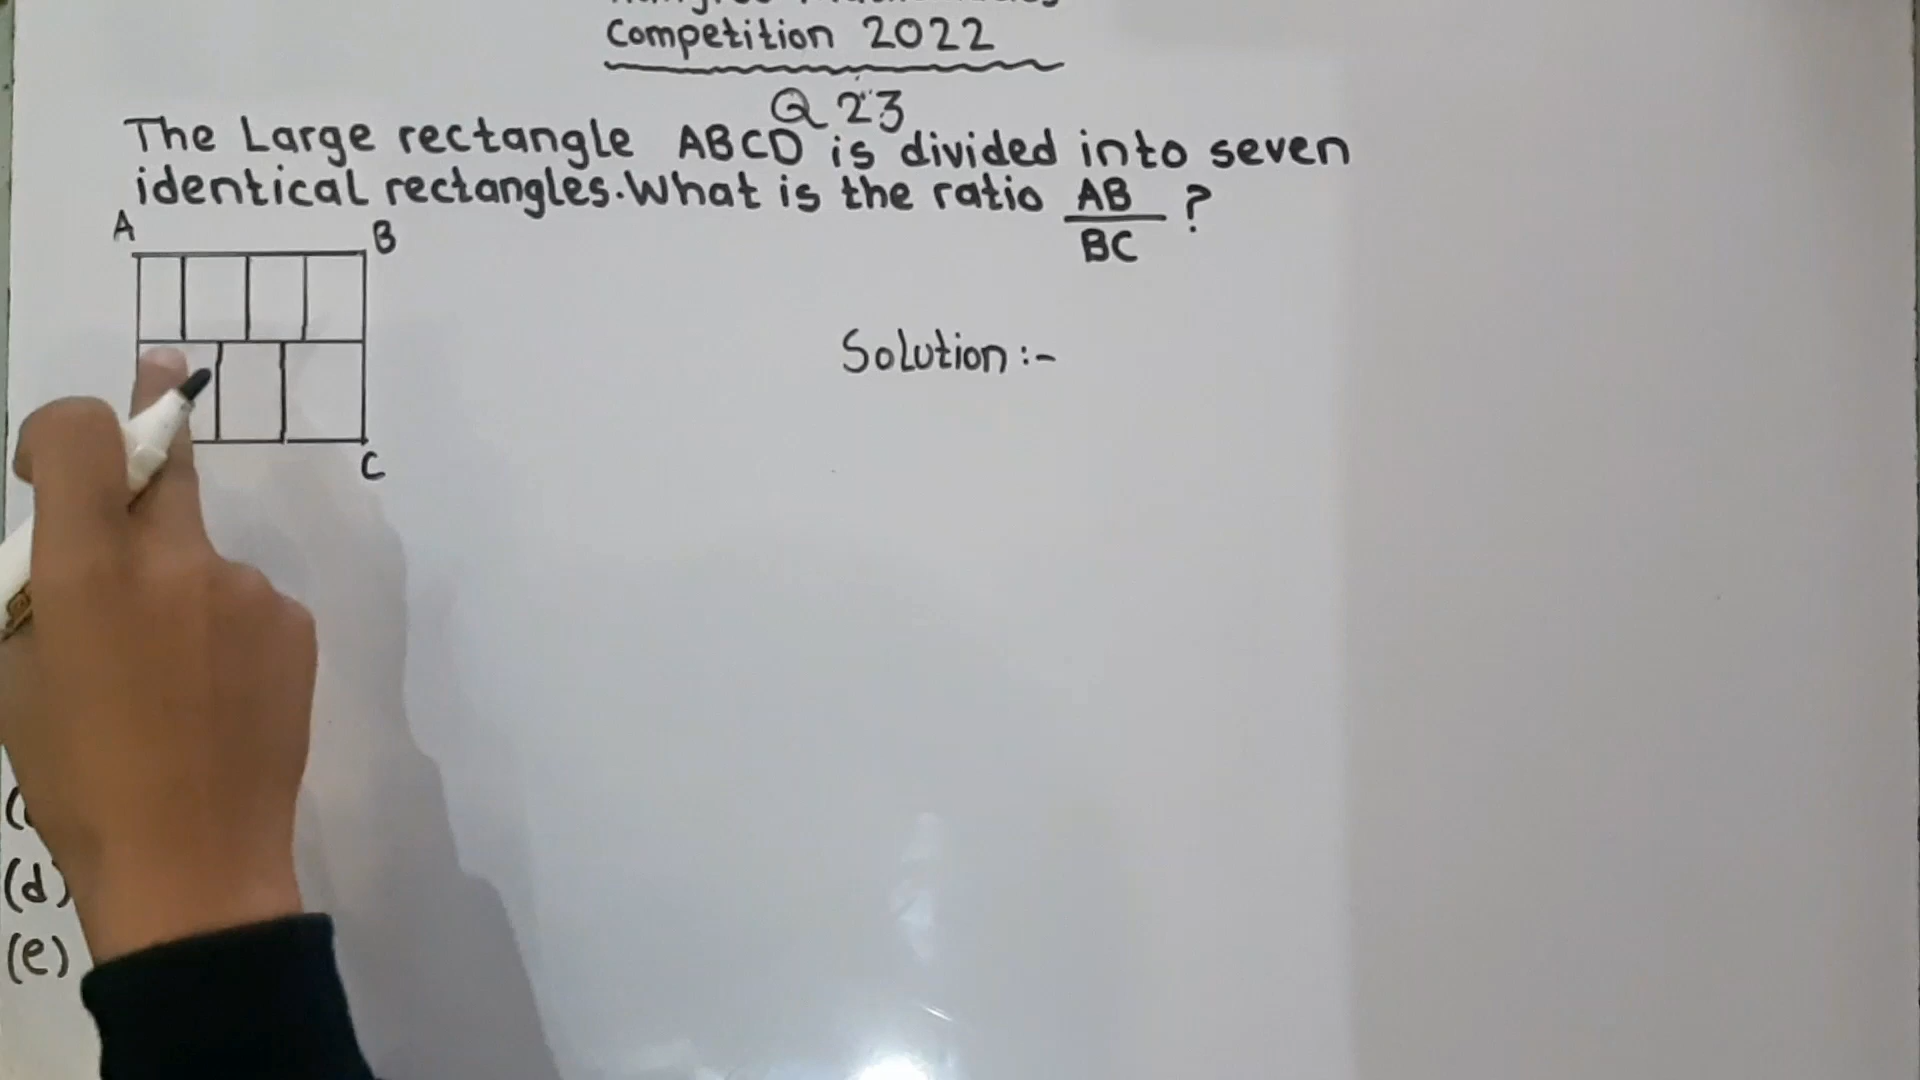 Competition 2022
Q 23
The Large rectangle ABCD is divided into seven
identical rectangles. What is the ratio AB
BC ?
A
B
Solution :-
C
(d)
(e)